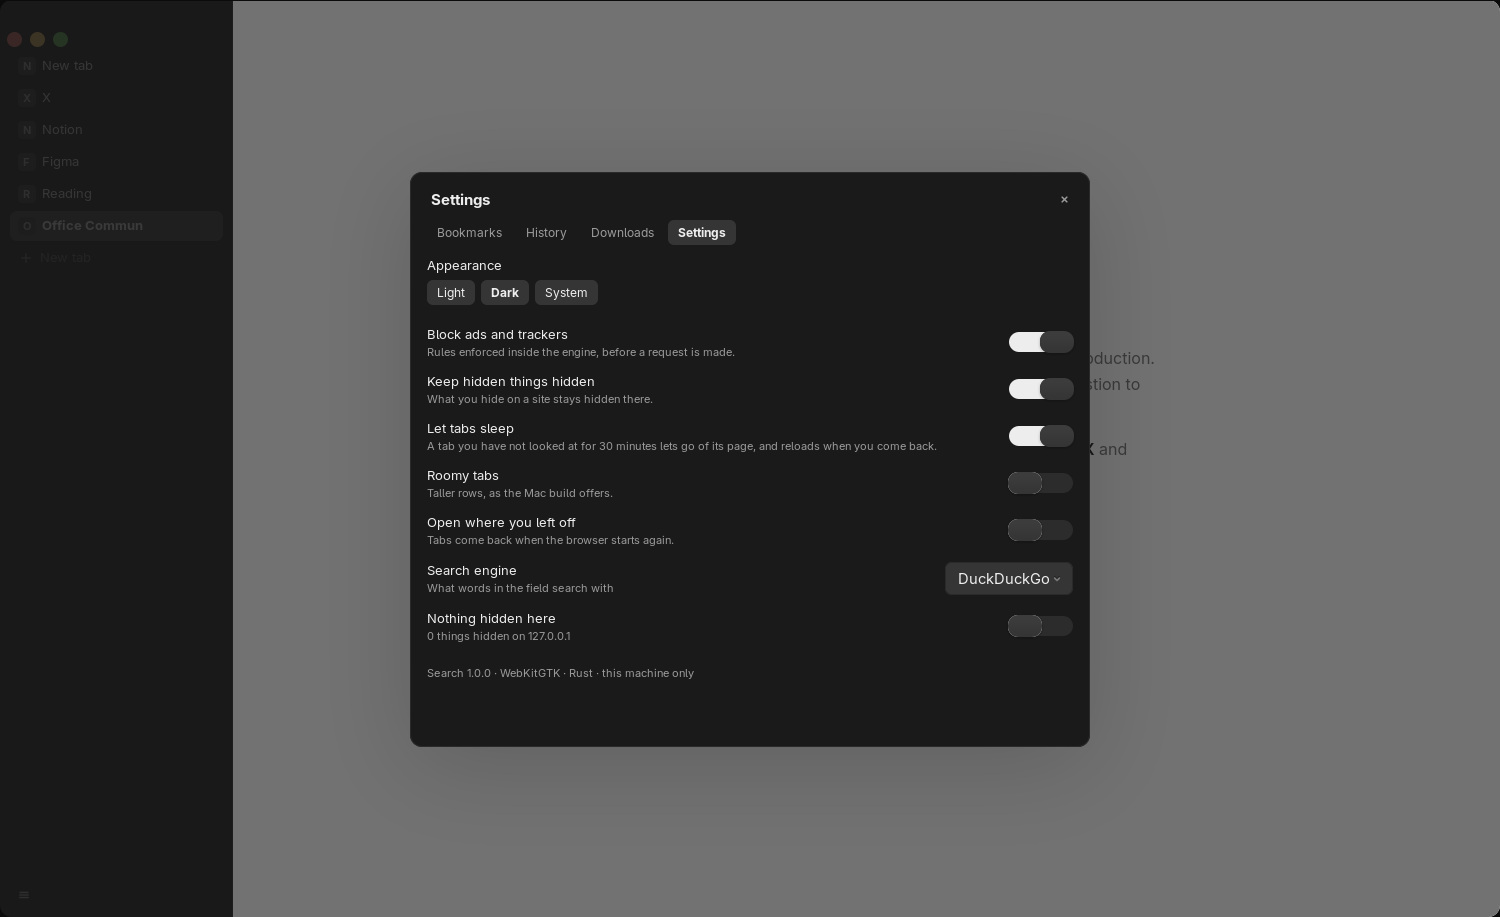 N New tab
X X
N Notion
F Figma
R Reading
O Office Commun
+ New tab
Settings ×
Bookmarks History Downloads Settings
Appearance
Light Dark System
Block ads and trackers
Rules enforced inside the engine, before a request is made.
Keep hidden things hidden
What you hide on a site stays hidden there.
Let tabs sleep
A tab you have not looked at for 30 minutes lets go of its page, and reloads when you come back.
Roomy tabs
Taller rows, as the Mac build offers.
Open where you left off
Tabs come back when the browser starts again.
Search engine
What words in the field search with
DuckDuckGo
Nothing hidden here
0 things hidden on 127.0.0.1
Search 1.0.0 · WebKitGTK · Rust · this machine only
oduction.
stion to
X and